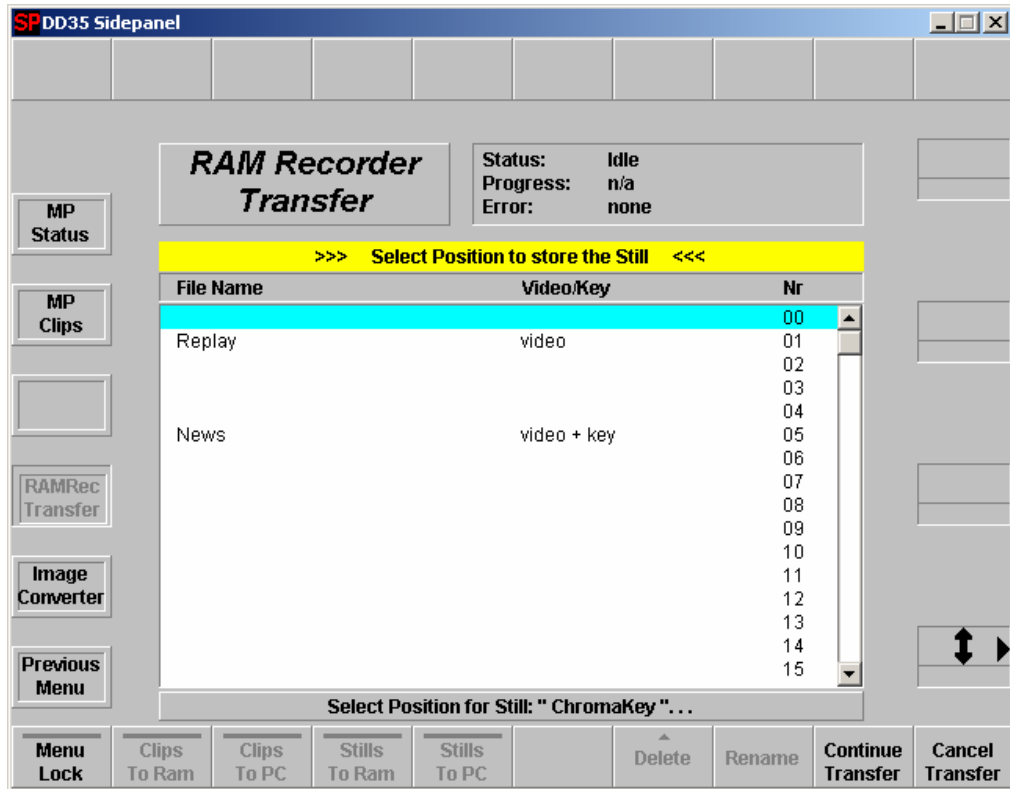 SP DD35 Sidepanel
RAM Recorder
Transfer
Status: Idle
Progress: n/a
Error: none
MP
Status
MP
Clips
RAMRec
Transfer
Image
Converter
Previous
Menu
>>> Select Position to store the Still <<<
File Name Video/Key Nr
00
Replay video 01
02
03
04
News video + key 05
06
07
08
09
10
11
12
13
14
15
Select Position for Still: " ChromaKey "...
Menu
Lock
Clips
To Ram
Clips
To PC
Stills
To Ram
Stills
To PC
Delete
Rename
Continue
Transfer
Cancel
Transfer